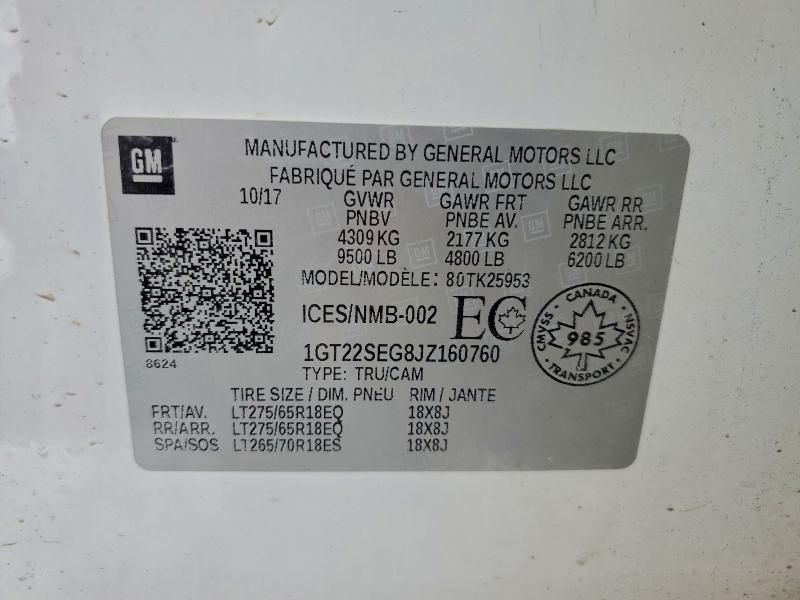 GM
MANUFACTURED BY GENERAL MOTORS LLC
FABRIQUÉ PAR GENERAL MOTORS LLC
10/17 GVWR GAWR FRT GAWR RR
PNBV PNBE AV. PNBE ARR.
4309 KG 2177 KG 2812 KG
9500 LB 4800 LB 6200 LB
MODEL/MODÈLE: 80TK25953
ICES/NMB-002 EC
CANADA
CMVSS 985 NSVAC
TRANSPORT
1GT22SEG8JZ160760
8624
TYPE: TRU/CAM
TIRE SIZE / DIM. PNEU RIM / JANTE
FRT/AV. LT275/65R18EQ 18X8J
RR/ARR. LT275/65R18EQ 18X8J
SPA/SOS LT265/70R18ES 18X8J